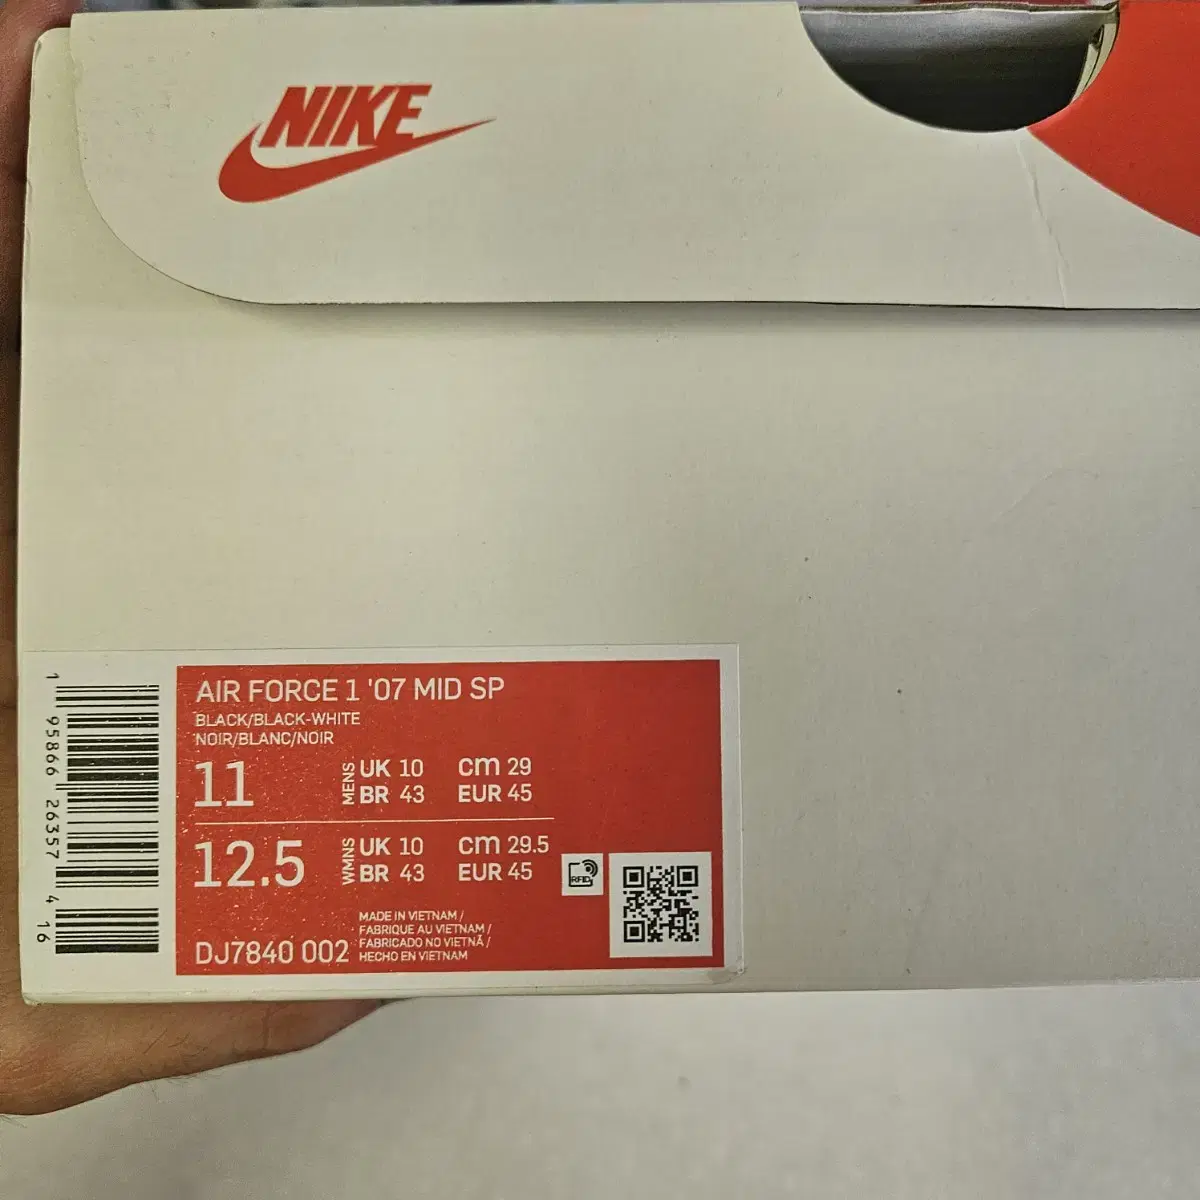 NIKE
AIR FORCE 1 '07 MID SP
BLACK/BLACK-WHITE
NOIR/BLANC/NOIR
11 MENS UK 10 cm 29
BR 43 EUR 45
12.5 WMNS UK 10 cm 29.5
BR 43 EUR 45
RFID
MADE IN VIETNAM /
FABRIQUE AU VIETNAM /
FABRICADO NO VIETNÃ /
HECHO EN VIETNAM
DJ7840 002
1 95866 26357 4 16